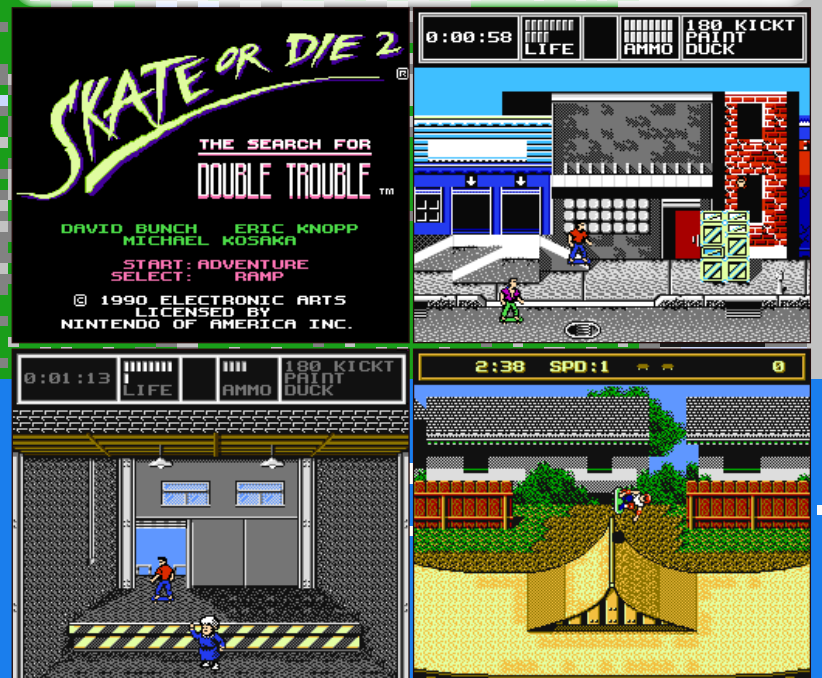 SKATE OR DIE 2
®
THE SEARCH FOR
DOUBLE TROUBLE ™
DAVID BUNCH ERIC KNOPP
MICHAEL KOSAKA
START: ADVENTURE
SELECT: RAMP
© 1990 ELECTRONIC ARTS
LICENSED BY
NINTENDO OF AMERICA INC.
0:00:58 LIFE AMMO 180 KICKT
PAINT
DUCK
0:01:13 LIFE AMMO 180 KICKT
PAINT
DUCK
2:38 SPD:1 0